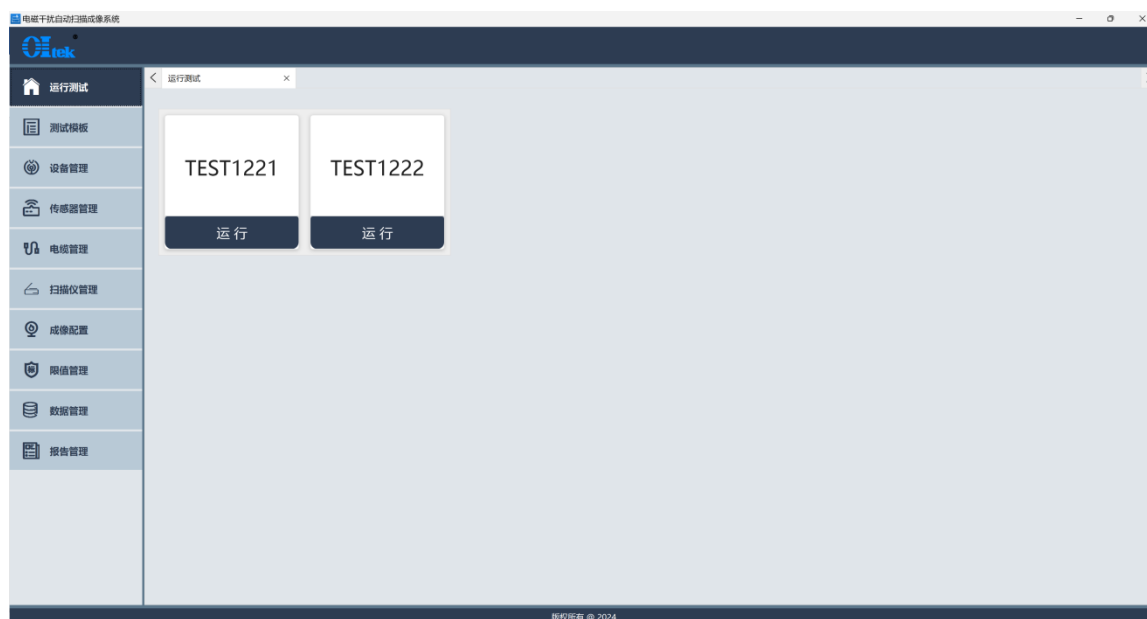 电磁干扰自动扫描成像系统
OItek
运行测试
测试模板
设备管理
传感器管理
电缆管理
扫描仪管理
成像配置
限值管理
数据管理
报告管理
运行测试
TEST1221
TEST1222
运行
运行
版权所有 @ 2024